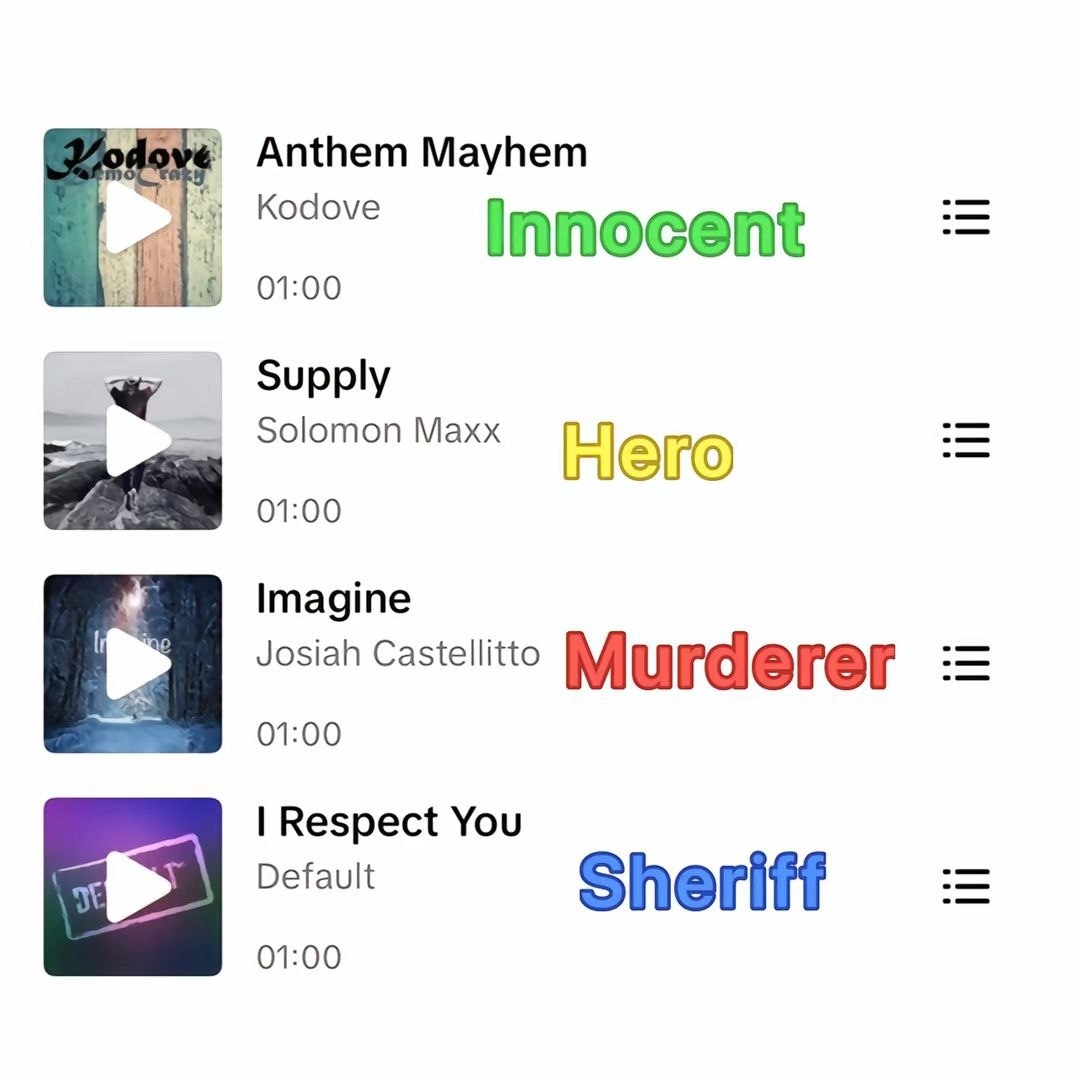 Kodove
DemoCrazy
Anthem Mayhem
Kodove
Innocent
01:00
Supply
Solomon Maxx
Hero
01:00
Imagine
Josiah Castellitto
Murderer
01:00
I Respect You
Default
Sheriff
01:00